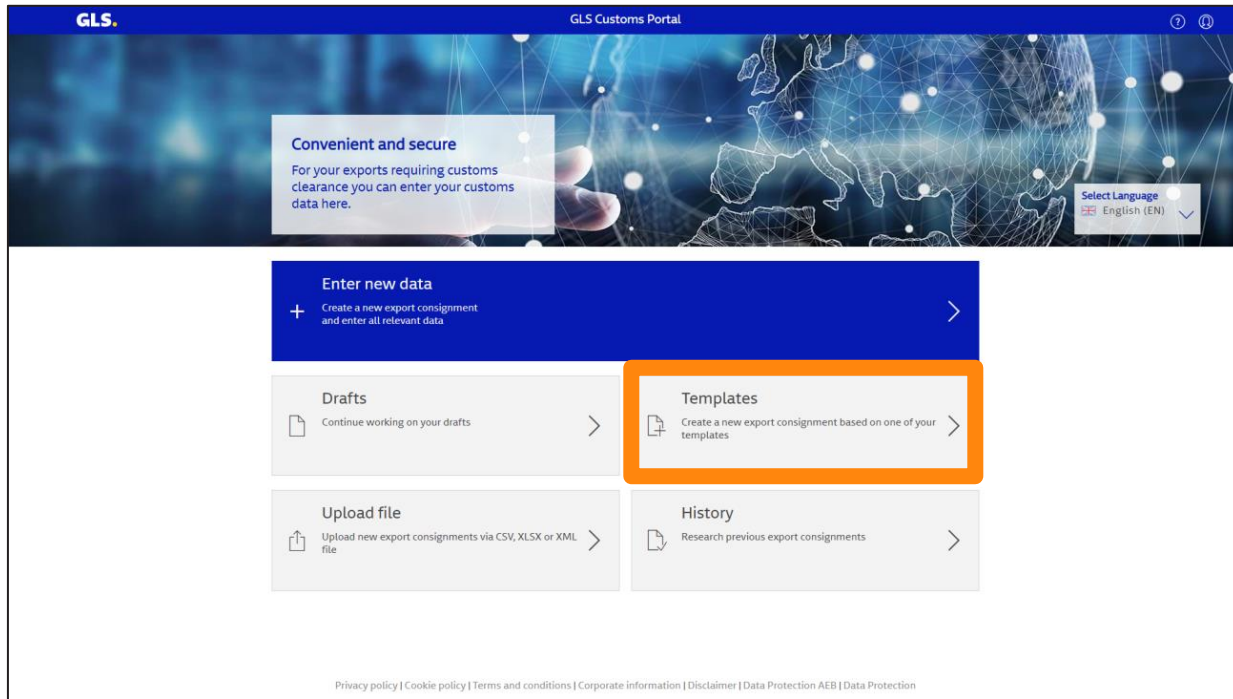 GLS.
GLS Customs Portal
Convenient and secure
For your exports requiring customs
clearance you can enter your customs
data here.
Select Language
English (EN)
Enter new data
Create a new export consignment
and enter all relevant data
Drafts
Continue working on your drafts
Templates
Create a new export consignment based on one of your
templates
Upload file
Upload new export consignments via CSV, XLSX or XML
file
History
Research previous export consignments
Privacy policy | Cookie policy | Terms and conditions | Corporate information | Disclaimer | Data Protection AEB | Data Protection